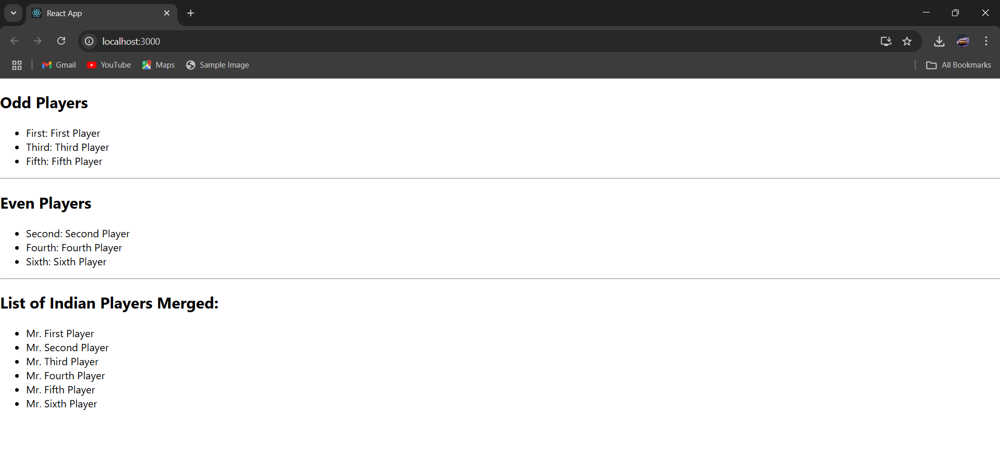 React App
localhost:3000
Gmail YouTube Maps Sample Image All Bookmarks
Odd Players
First: First Player
Third: Third Player
Fifth: Fifth Player
Even Players
Second: Second Player
Fourth: Fourth Player
Sixth: Sixth Player
List of Indian Players Merged:
Mr. First Player
Mr. Second Player
Mr. Third Player
Mr. Fourth Player
Mr. Fifth Player
Mr. Sixth Player